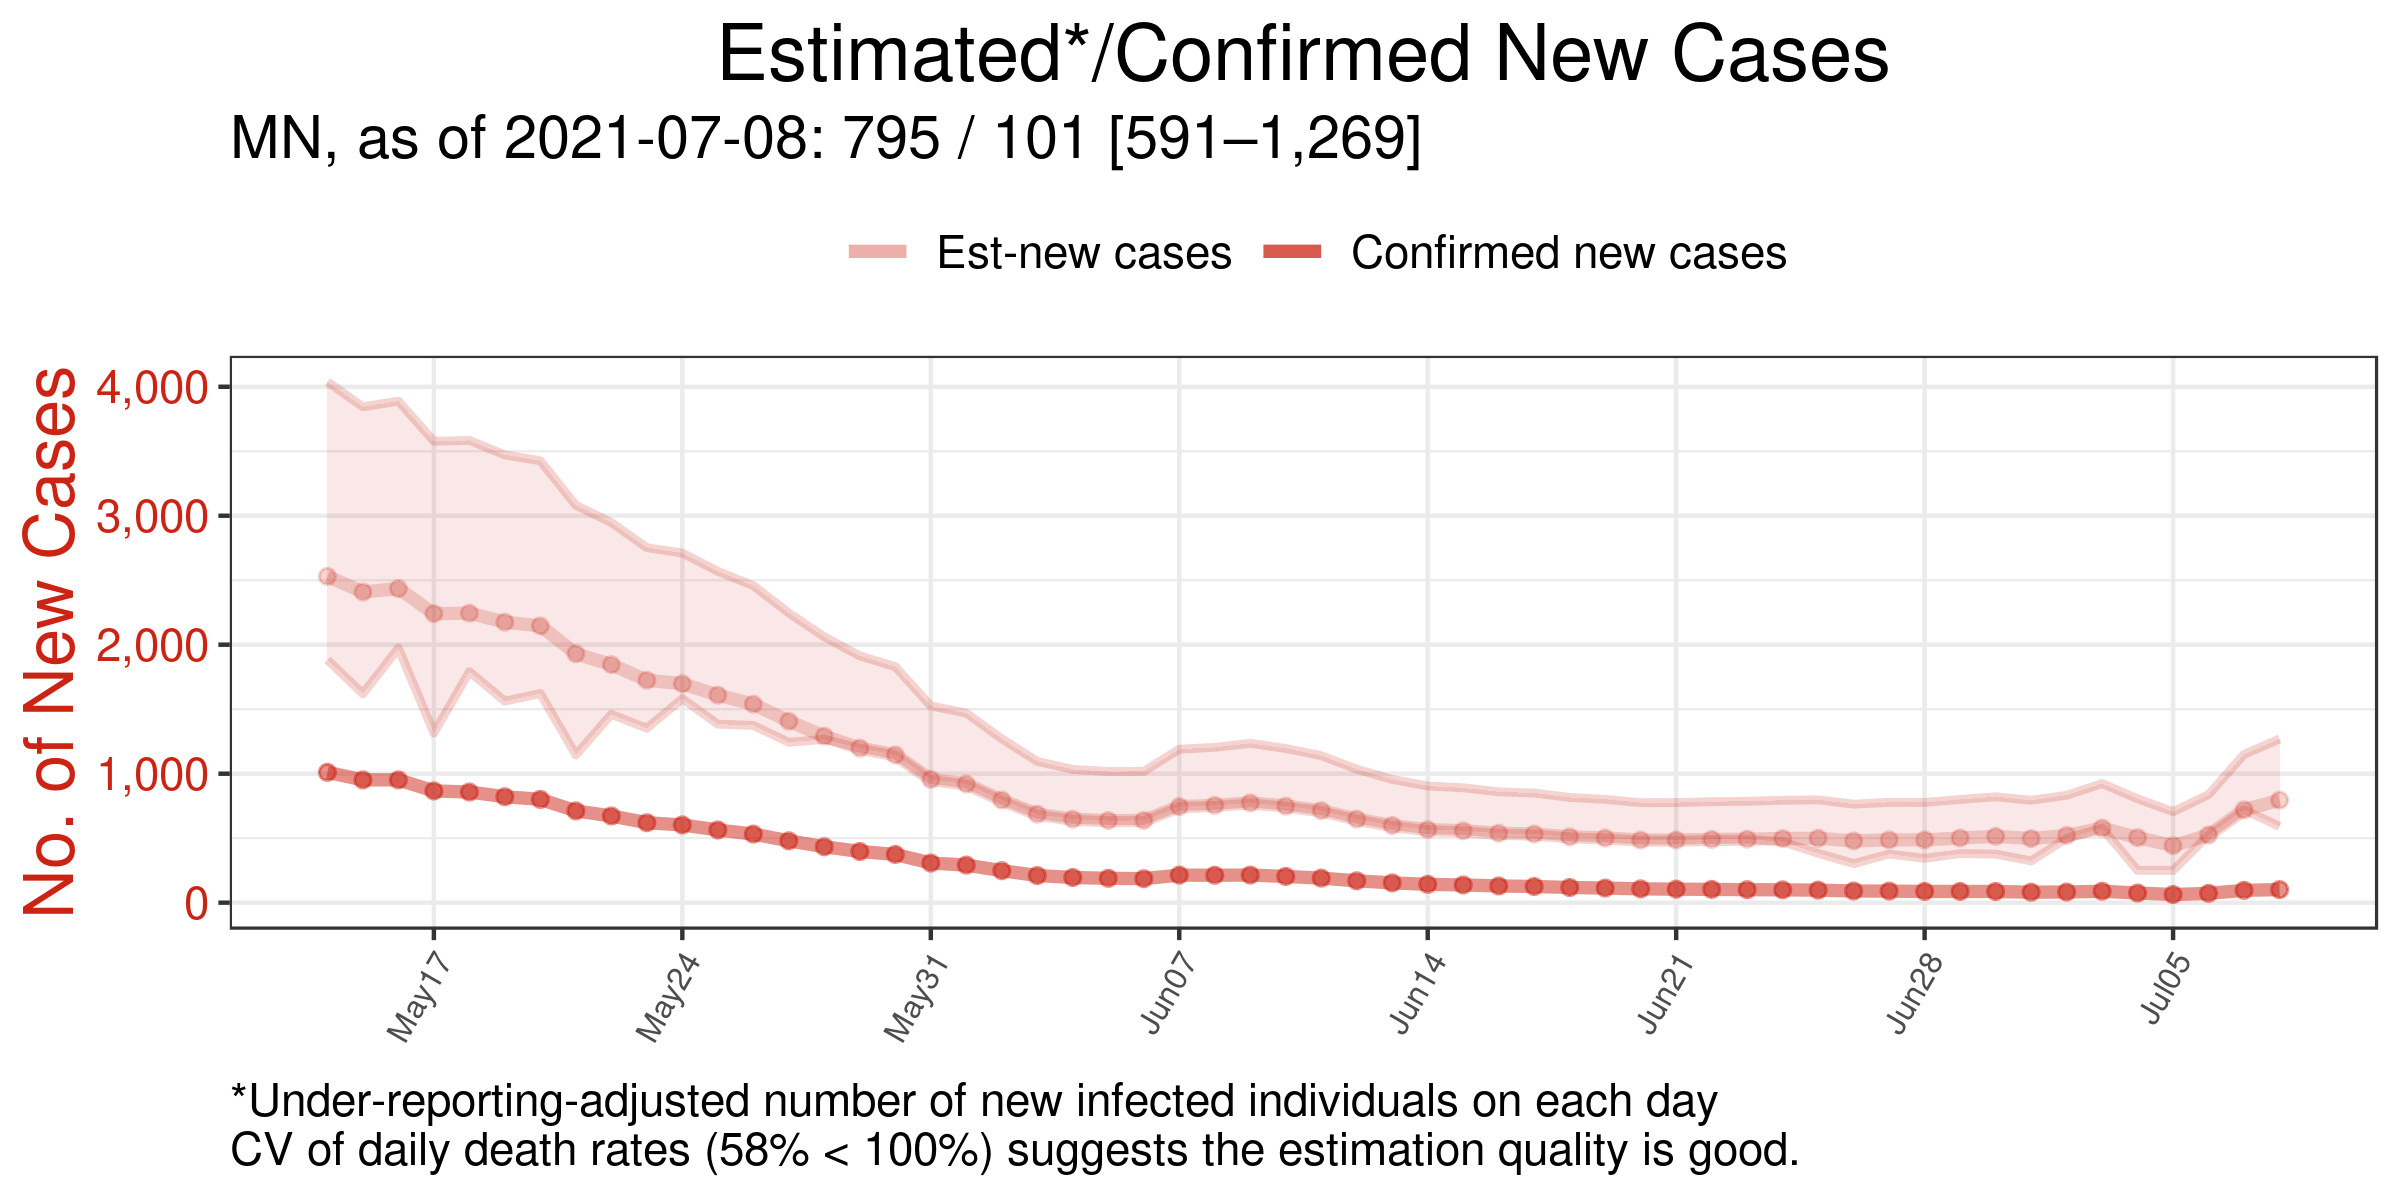 Estimated*/Confirmed New Cases
MN, as of 2021-07-08: 795 / 101 [591–1,269]
Est-new cases
Confirmed new cases
No. of New Cases
4,000
3,000
2,000
1,000
0
May17
May24
May31
Jun07
Jun14
Jun21
Jun28
Jul05
*Under-reporting-adjusted number of new infected individuals on each day
CV of daily death rates (58% < 100%) suggests the estimation quality is good.